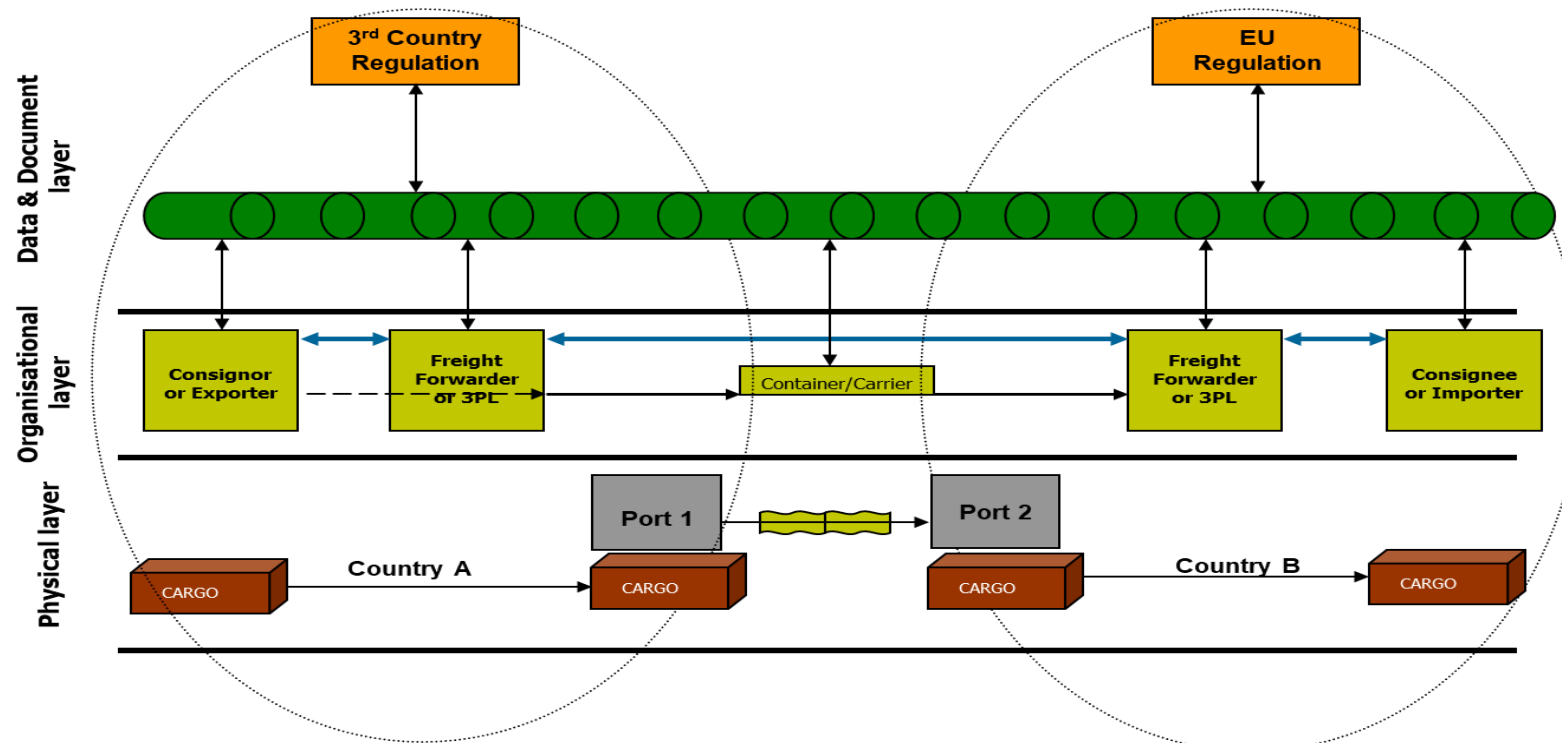 3rd Country
Regulation
EU
Regulation
Data & Document
layer
Organisational
layer
Consignor
or Exporter
Freight
Forwarder
or 3PL
Container/Carrier
Freight
Forwarder
or 3PL
Consignee
or Importer
Physical layer
Port 1
Port 2
CARGO
Country A
CARGO
CARGO
Country B
CARGO